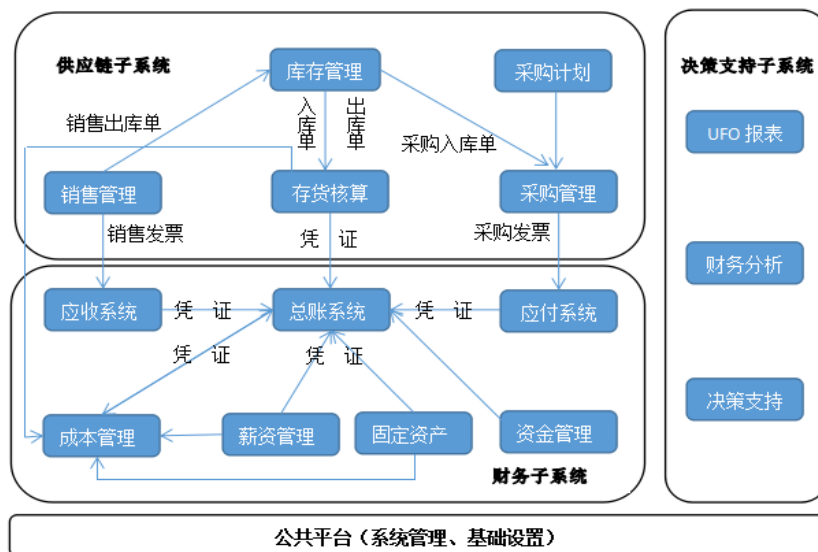 供应链子系统
库存管理
采购计划
决策支持子系统
销售出库单
入库单
出库单
采购入库单
UFO 报表
销售管理
存货核算
采购管理
销售发票
凭 证
采购发票
财务分析
应收系统
凭 证
总账系统
凭 证
应付系统
凭 证
凭 证
决策支持
成本管理
薪资管理
固定资产
资金管理
财务子系统
公共平台（系统管理、基础设置）